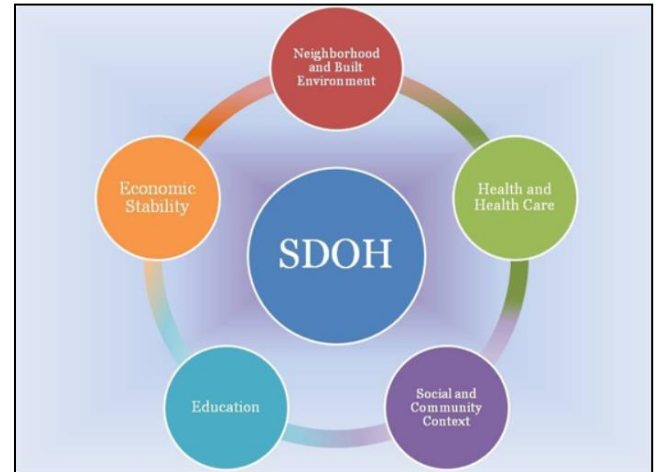 Neighborhood
and Built
Environment
Economic
Stability
Health and
Health Care
SDOH
Education
Social and
Community
Context